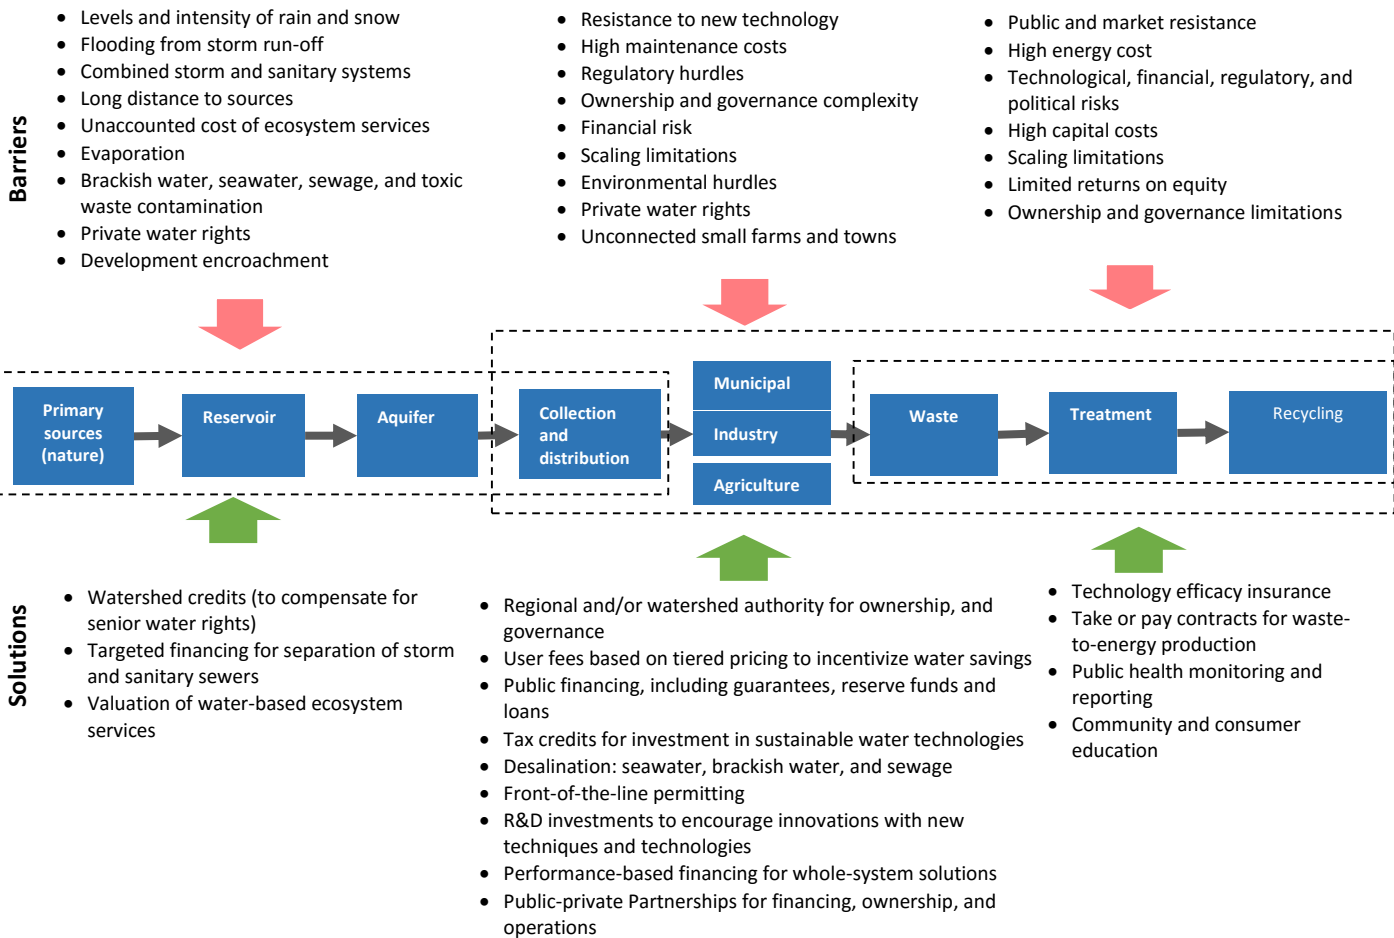 Barriers
• Levels and intensity of rain and snow
• Flooding from storm run-off
• Combined storm and sanitary systems
• Long distance to sources
• Unaccounted cost of ecosystem services
• Evaporation
• Brackish water, seawater, sewage, and toxic
waste contamination
• Private water rights
• Development encroachment
• Resistance to new technology
• High maintenance costs
• Regulatory hurdles
• Ownership and governance complexity
• Financial risk
• Scaling limitations
• Environmental hurdles
• Private water rights
• Unconnected small farms and towns
• Public and market resistance
• High energy cost
• Technological, financial, regulatory, and
political risks
• High capital costs
• Scaling limitations
• Limited returns on equity
• Ownership and governance limitations
Primary
sources
(nature)
Reservoir
Aquifer
Collection
and
distribution
Municipal
Industry
Agriculture
Waste
Treatment
Recycling
Solutions
• Watershed credits (to compensate for
senior water rights)
• Targeted financing for separation of storm
and sanitary sewers
• Valuation of water-based ecosystem
services
• Regional and/or watershed authority for ownership, and
governance
• User fees based on tiered pricing to incentivize water savings
• Public financing, including guarantees, reserve funds and
loans
• Tax credits for investment in sustainable water technologies
• Desalination: seawater, brackish water, and sewage
• Front-of-the-line permitting
• R&D investments to encourage innovations with new
techniques and technologies
• Performance-based financing for whole-system solutions
• Public-private Partnerships for financing, ownership, and
operations
• Technology efficacy insurance
• Take or pay contracts for waste-
to-energy production
• Public health monitoring and
reporting
• Community and consumer
education